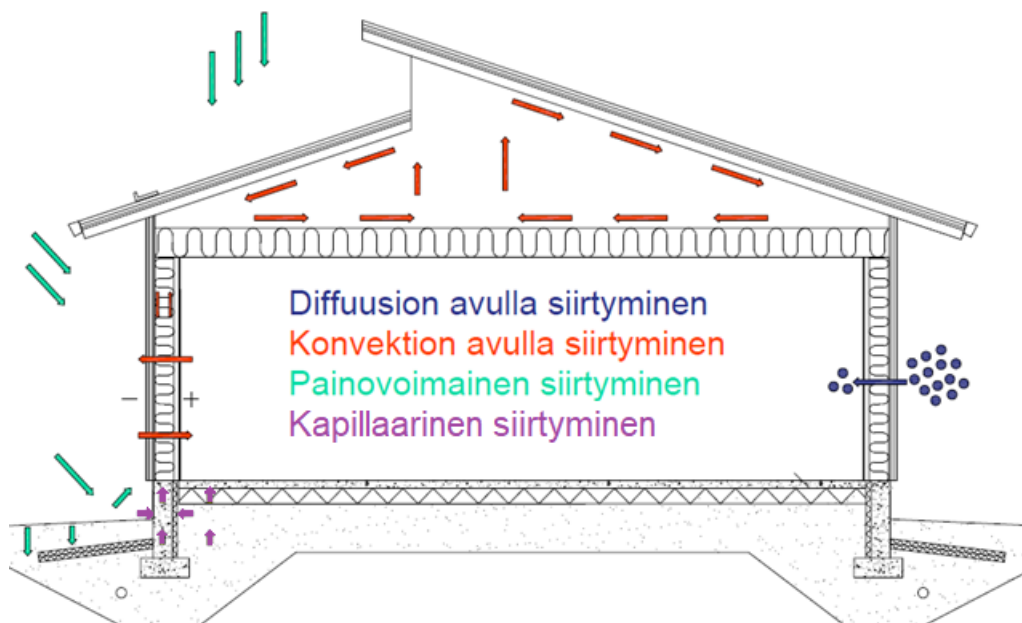 Diffuusion avulla siirtyminen
Konvektion avulla siirtyminen
Painovoimainen siirtyminen
Kapillaarinen siirtyminen
− +